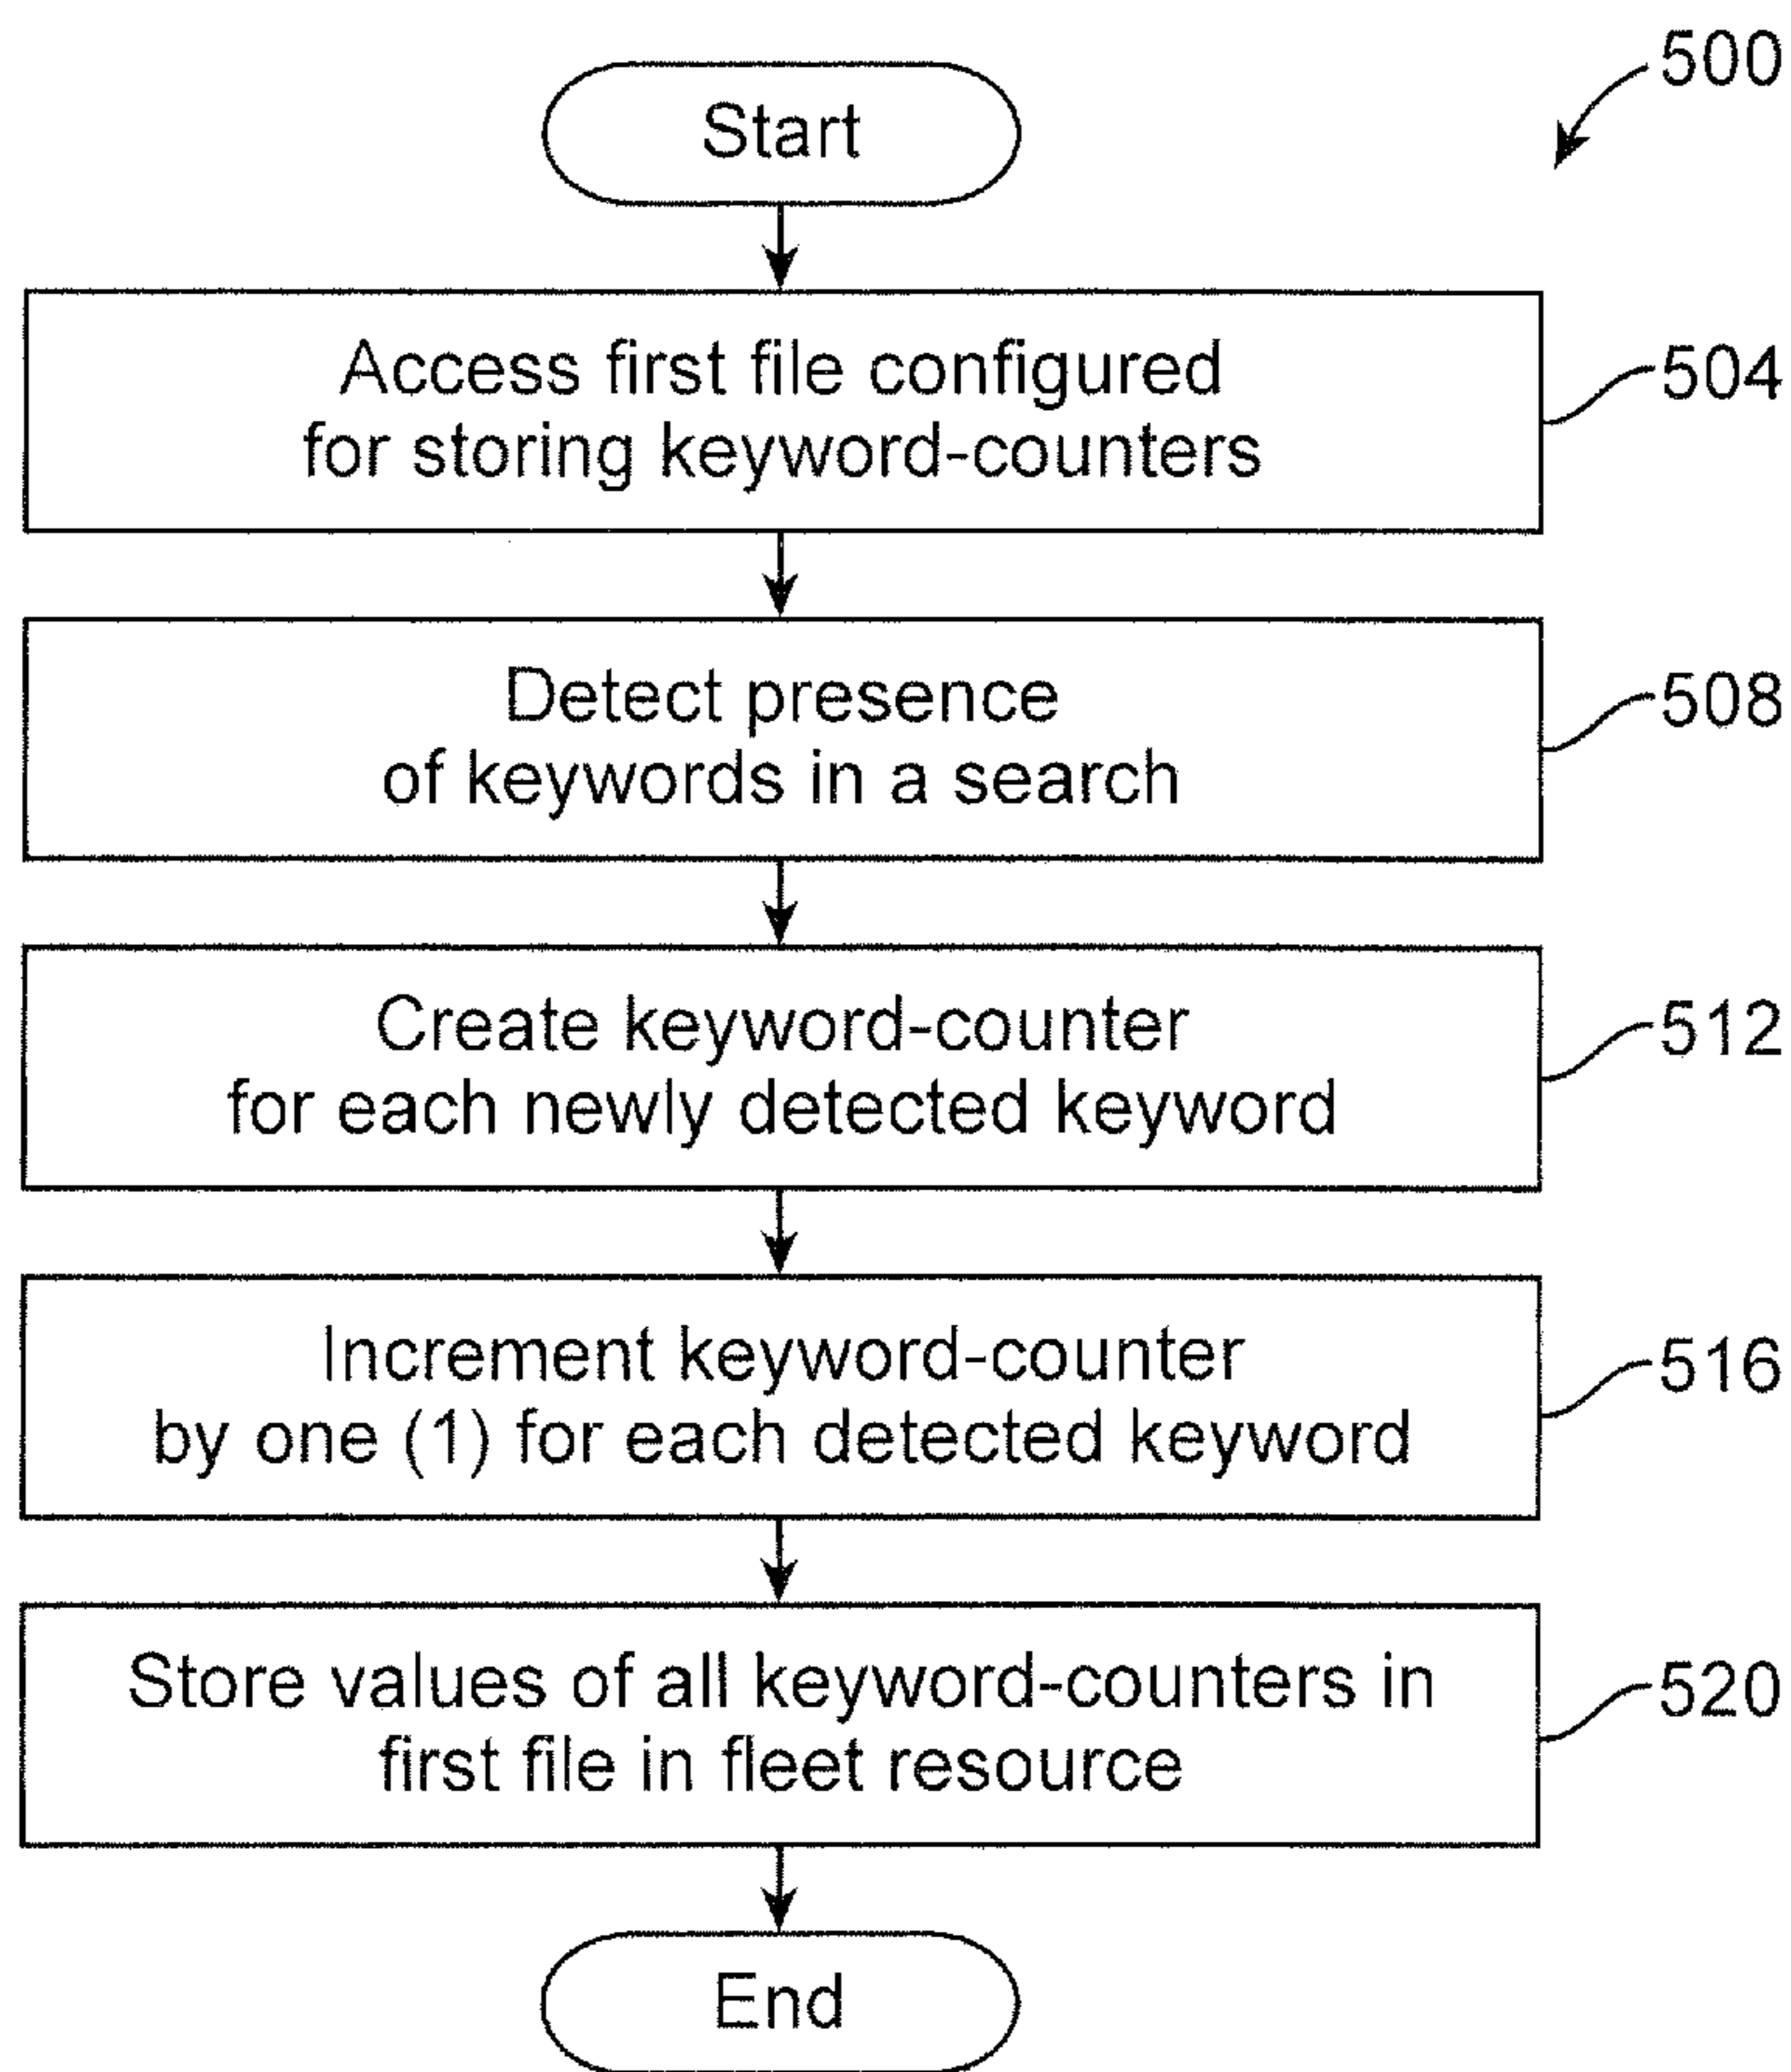 500
Start
Access first file configured
for storing keyword-counters
504
Detect presence
of keywords in a search
508
Create keyword-counter
for each newly detected keyword
512
Increment keyword-counter
by one (1) for each detected keyword
516
Store values of all keyword-counters in
first file in fleet resource
520
End